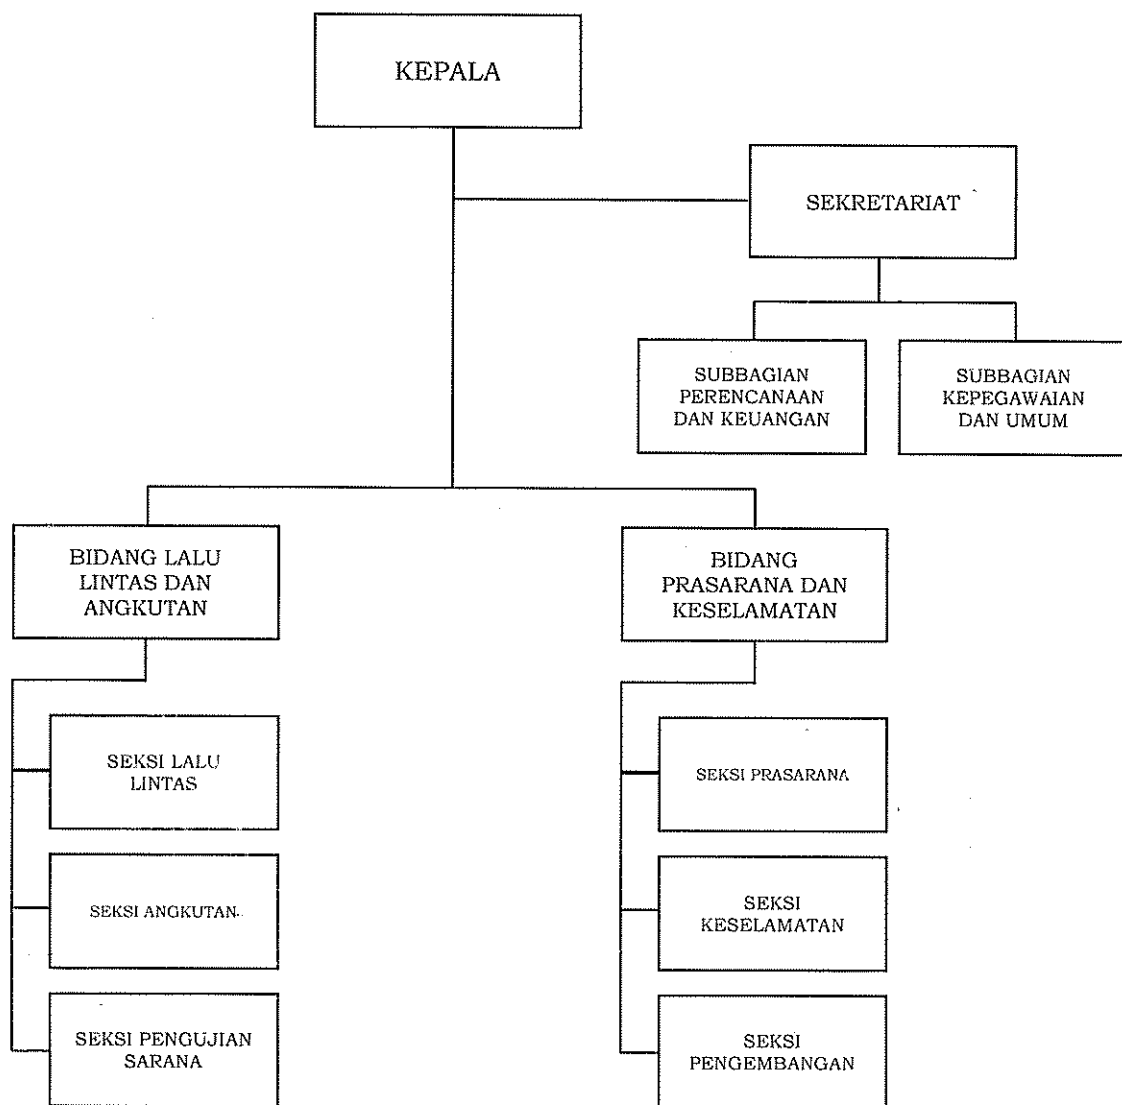 KEPALA
SEKRETARIAT
SUBBAGIAN
PERENCANAAN
DAN KEUANGAN
SUBBAGIAN
KEPEGAWAIAN
DAN UMUM
BIDANG LALU
LINTAS DAN
ANGKUTAN
BIDANG
PRASARANA DAN
KESELAMATAN
SEKSI LALU
LINTAS
SEKSI ANGKUTAN
SEKSI PENGUJIAN
SARANA
SEKSI PRASARANA
SEKSI
KESELAMATAN
SEKSI
PENGEMBANGAN